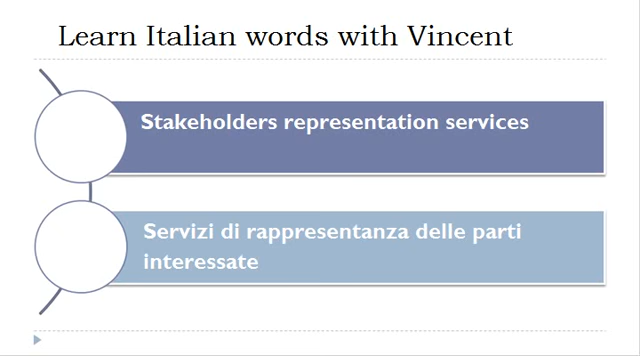 Learn Italian words with Vincent
Stakeholders representation services
Servizi di rappresentanza delle parti
interessate